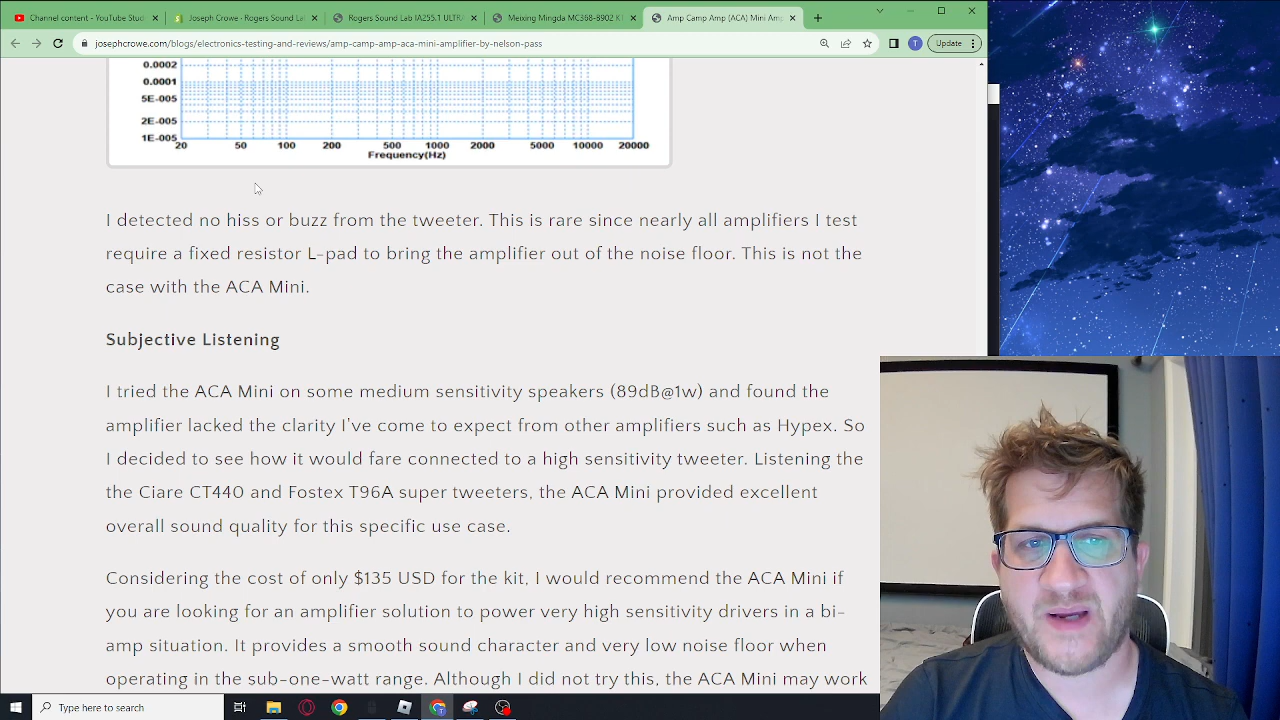 Channel content - YouTube Stud
Joseph Crowe - Rogers Sound Lal
Rogers Sound Lab IA255.1 ULTRA
Meixing Mingda MC368-B902 K
Amp Camp Amp (ACA) Mini Am
josephcrowe.com/blogs/electronics-testing-and-reviews/amp-camp-amp-aca-mini-amplifier-by-nelson-pass
T
Update
0.0002
0.0001
5E-005
2E-005
1E-005
20 50 100 200 500 1000 2000 5000 10000 20000
Frequency(Hz)
I detected no hiss or buzz from the tweeter. This is rare since nearly all amplifiers I test
require a fixed resistor L-pad to bring the amplifier out of the noise floor. This is not the
case with the ACA Mini.
Subjective Listening
I tried the ACA Mini on some medium sensitivity speakers (89dB@1w) and found the
amplifier lacked the clarity I've come to expect from other amplifiers such as Hypex. So
I decided to see how it would fare connected to a high sensitivity tweeter. Listening the
the Ciare CT440 and Fostex T96A super tweeters, the ACA Mini provided excellent
overall sound quality for this specific use case.
Considering the cost of only $135 USD for the kit, I would recommend the ACA Mini if
you are looking for an amplifier solution to power very high sensitivity drivers in a bi-
amp situation. It provides a smooth sound character and very low noise floor when
operating in the sub-one-watt range. Although I did not try this, the ACA Mini may work
Type here to search